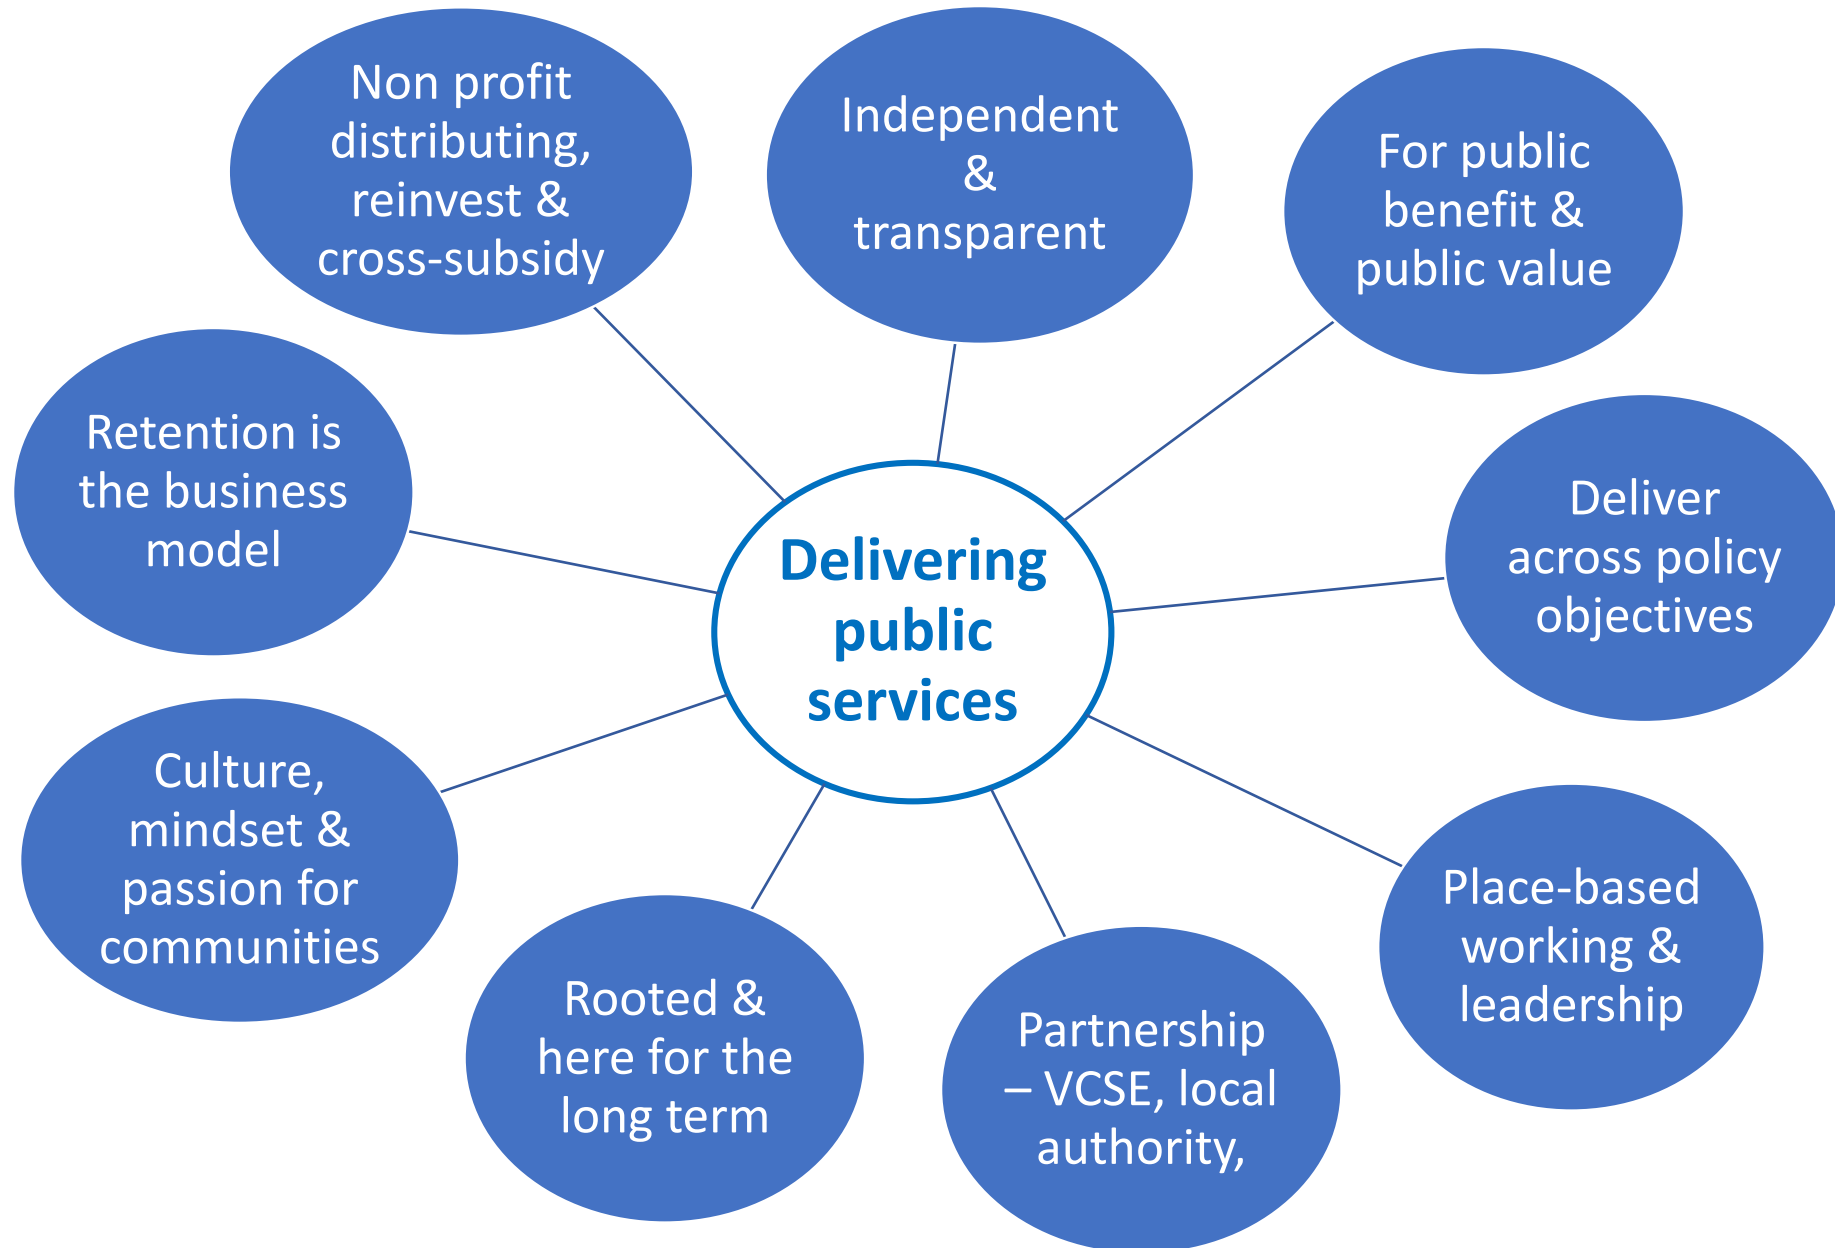 Non profit
distributing,
reinvest &
cross-subsidy
Independent
&
transparent
For public
benefit &
public value
Retention is
the business
model
Deliver
across policy
objectives
Delivering
public
services
Culture,
mindset &
passion for
communities
Place-based
working &
leadership
Rooted &
here for the
long term
Partnership
– VCSE, local
authority,